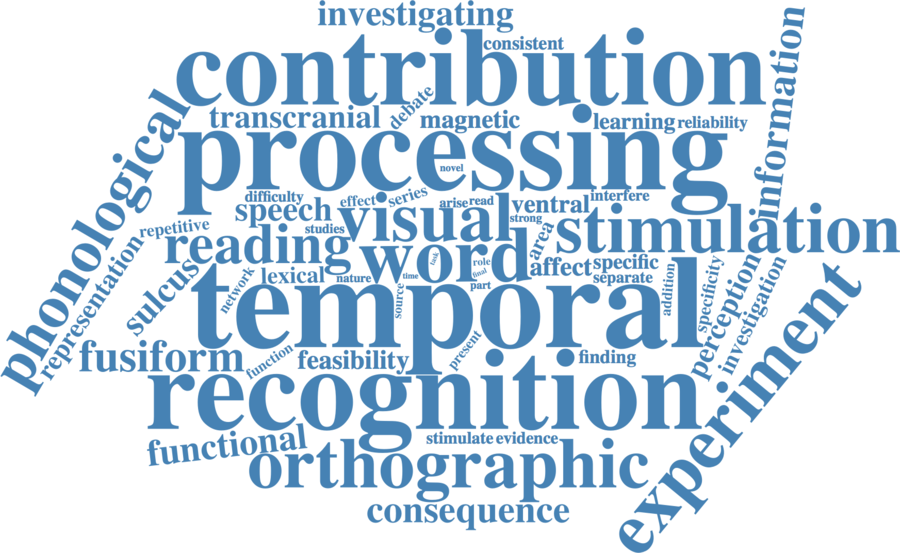 investigating
consistent
contribution
information
debate
transcranial
magnetic
learning
reliability
phonological
processing
novel
difficulty
effect
series
arise
read
ventral
interfere
speech
visual
strong
stimulation
repetitive
studies
reading
word
area
representation
sulcus
network
lexical
nature
time
task
role
final
part
affect
specific
separate
addition
specificity
perception
investigation
source
temporal
experiment
fusiform
function
feasibility
present
finding
recognition
functional
stimulate
evidence
orthographic
consequence